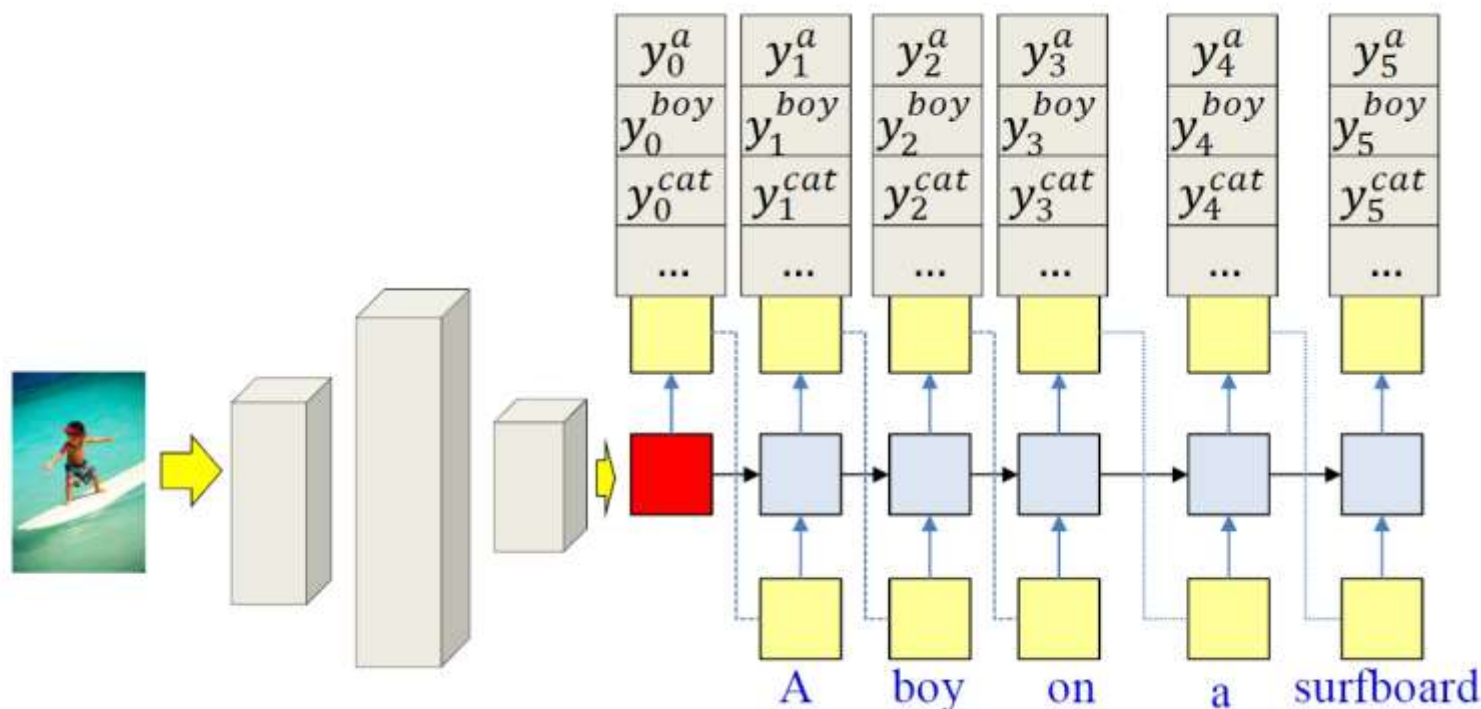 y_0^a y_1^a y_2^a y_3^a y_4^a y_5^a
y_0^{boy} y_1^{boy} y_2^{boy} y_3^{boy} y_4^{boy} y_5^{boy}
y_0^{cat} y_1^{cat} y_2^{cat} y_3^{cat} y_4^{cat} y_5^{cat}
... ... ... ... ... ...
A boy on a surfboard